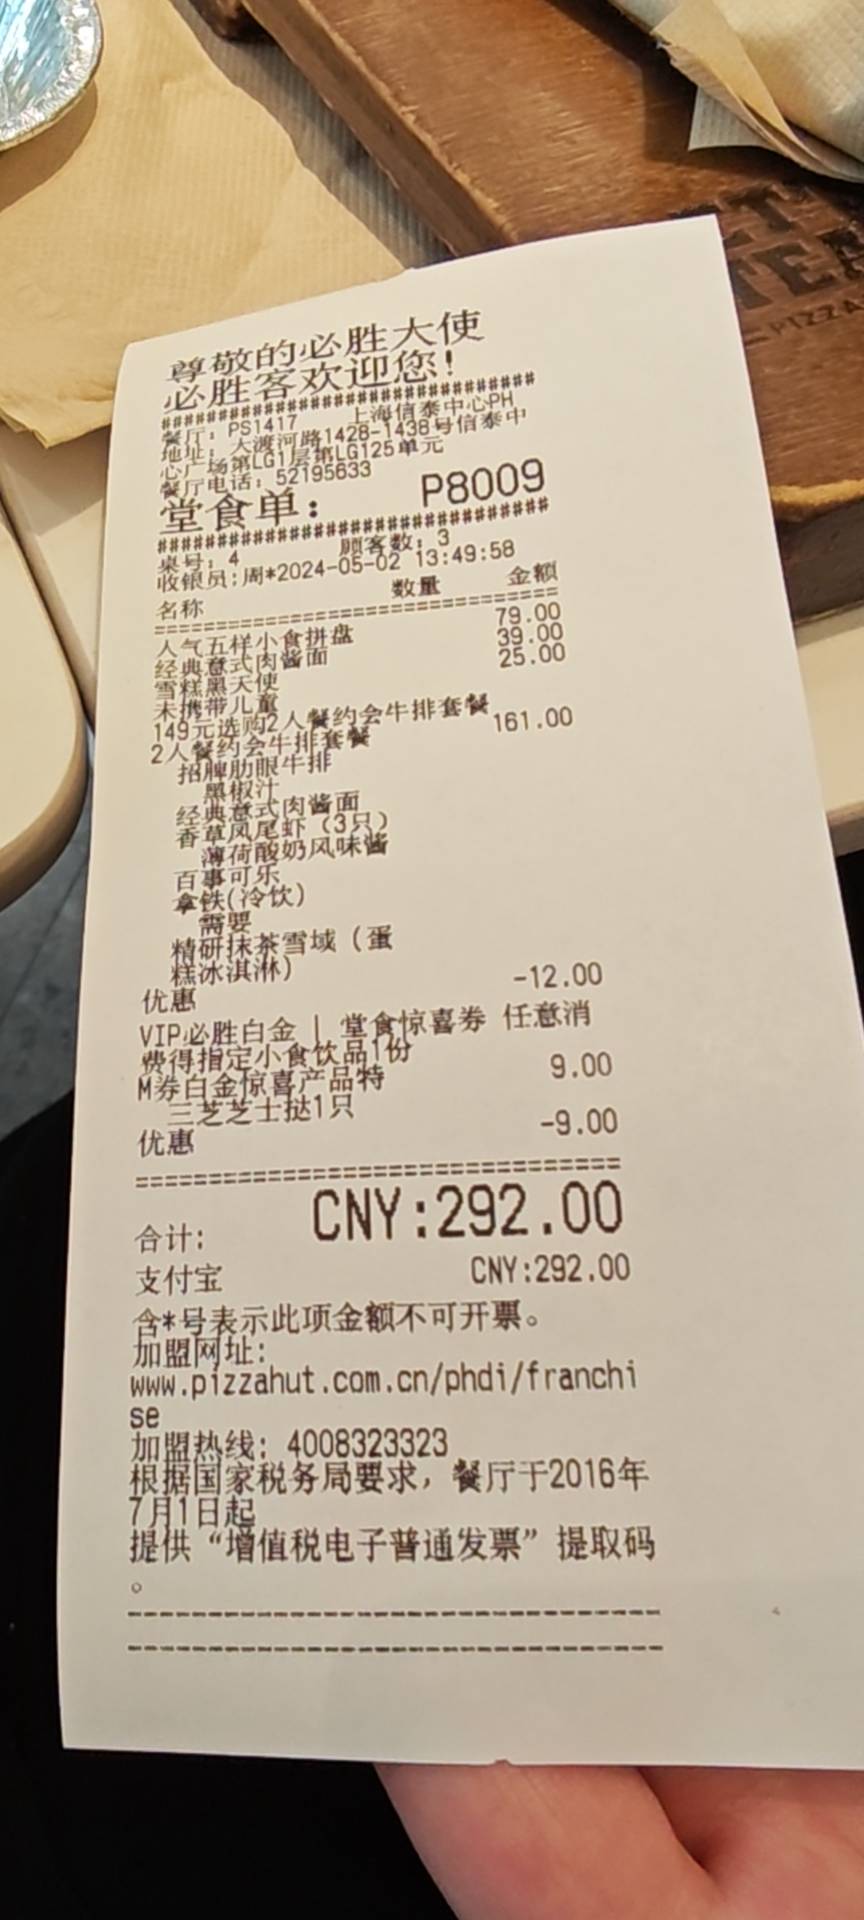 尊敬的必胜大使
必胜客欢迎您!
################################
餐厅: PS1417 上海信泰中心PH
地址: 大渡河路1428-1438号信泰中
心广场第LG1层第LG125单元
餐厅电话: 52195633
堂食单: P8009
################################
桌号: 4 顾客数: 3
收银员:周*2024-05-02 13:49:58
名称 数量 金额
================================
人气五样小食拼盘 79.00
经典意式肉酱面 39.00
雪糕黑天使 25.00
未携带儿童
149元选购2人餐约会牛排套餐
2人餐约会牛排套餐 161.00
招牌肋眼牛排
黑椒汁
经典意式肉酱面
香草凤尾虾(3只)
薄荷酸奶风味酱
百事可乐
拿铁(冷饮)
需要
精研抹茶雪域(蛋
糕冰淇淋)
优惠 -12.00
VIP必胜白金 | 堂食惊喜券 任意消
费得指定小食饮品1份
M券白金惊喜产品特 9.00
三芝芝士挞1只
优惠 -9.00
================================
合计: CNY:292.00
支付宝 CNY:292.00
含*号表示此项金额不可开票。
加盟网址:
www.pizzahut.com.cn/phdi/franchi
se
加盟热线: 4008323323
根据国家税务局要求, 餐厅于2016年
7月1日起
提供“增值税电子普通发票”提取码
。
--------------------------------
--------------------------------
TEA
PIZZA